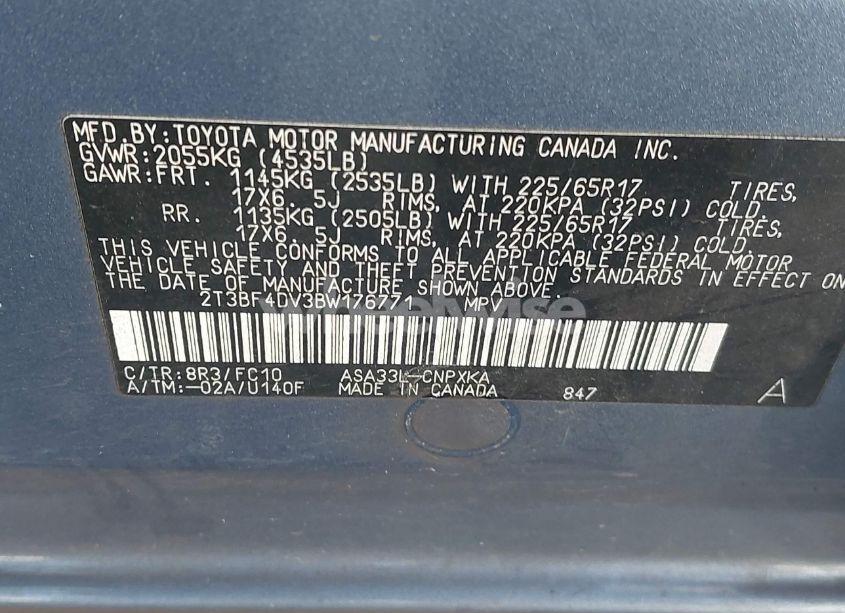 MFD.BY:TOYOTA MOTOR MANUFACTURING CANADA INC.
GVWR:2055KG (4535LB)
GAWR:FRT. 1145KG (2535LB) WITH 225/65R17 TIRES,
17X6.5J RIMS, AT 220KPA (32PSI) COLD.
RR. 1135KG (2505LB) WITH 225/65R17 TIRES,
17X6.5J RIMS, AT 220KPA (32PSI) COLD.
THIS VEHICLE CONFORMS TO ALL APPLICABLE FEDERAL MOTOR
VEHICLE SAFETY AND THEFT PREVENTION STANDARDS IN EFFECT ON
THE DATE OF MANUFACTURE SHOWN ABOVE.
2T3BF4DV3BW176771 MPV
wheelwise
C/TR:8R3/FC10 ASA33L-CNPXKA
A/TM:-02A/U140F MADE IN CANADA 847 A